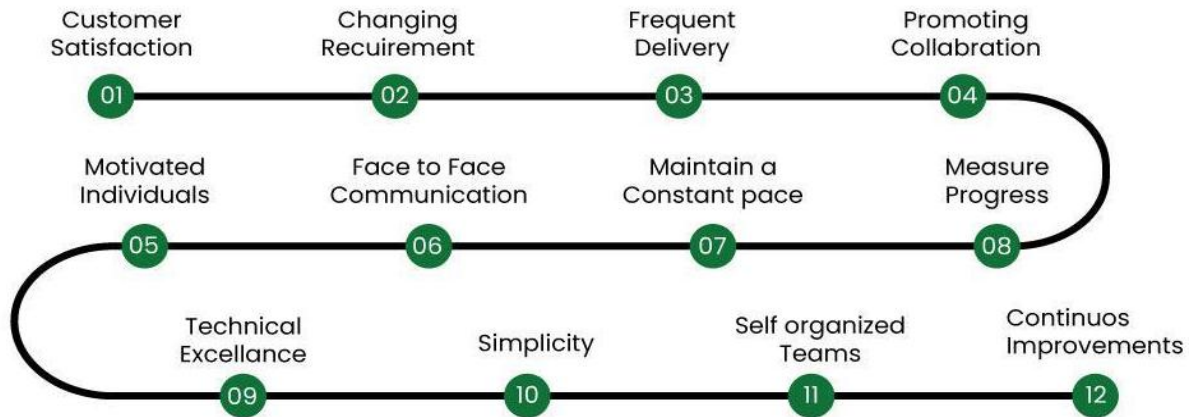 Customer
Satisfaction
01
Changing
Recuirement
02
Frequent
Delivery
03
Promoting
Collabration
04
Motivated
Individuals
05
Face to Face
Communication
06
Maintain a
Constant pace
07
Measure
Progress
08
Technical
Excellance
09
Simplicity
10
Self organized
Teams
11
Continuos
Improvements
12